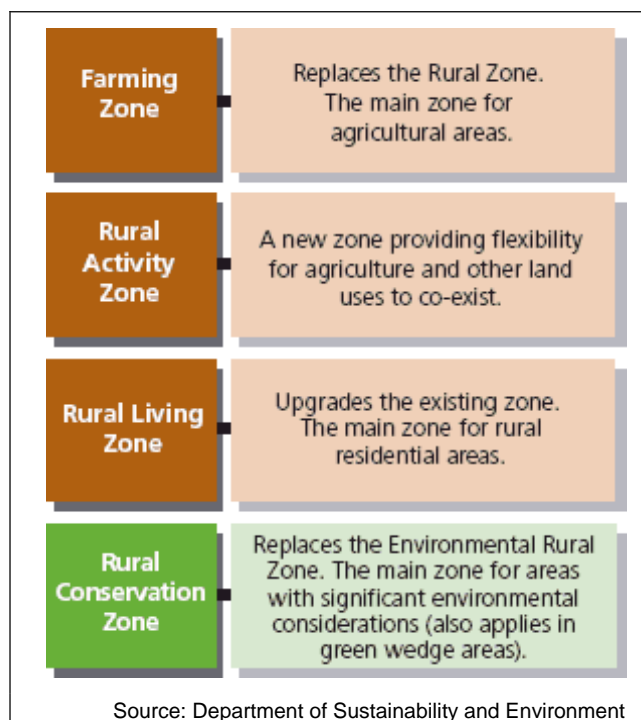 Farming
Zone
Replaces the Rural Zone.
The main zone for
agricultural areas.
Rural
Activity
Zone
A new zone providing flexibility
for agriculture and other land
uses to co-exist.
Rural Living
Zone
Upgrades the existing zone.
The main zone for rural
residential areas.
Rural
Conservation
Zone
Replaces the Environmental Rural
Zone. The main zone for areas
with significant environmental
considerations (also applies in
green wedge areas).
Source: Department of Sustainability and Environment